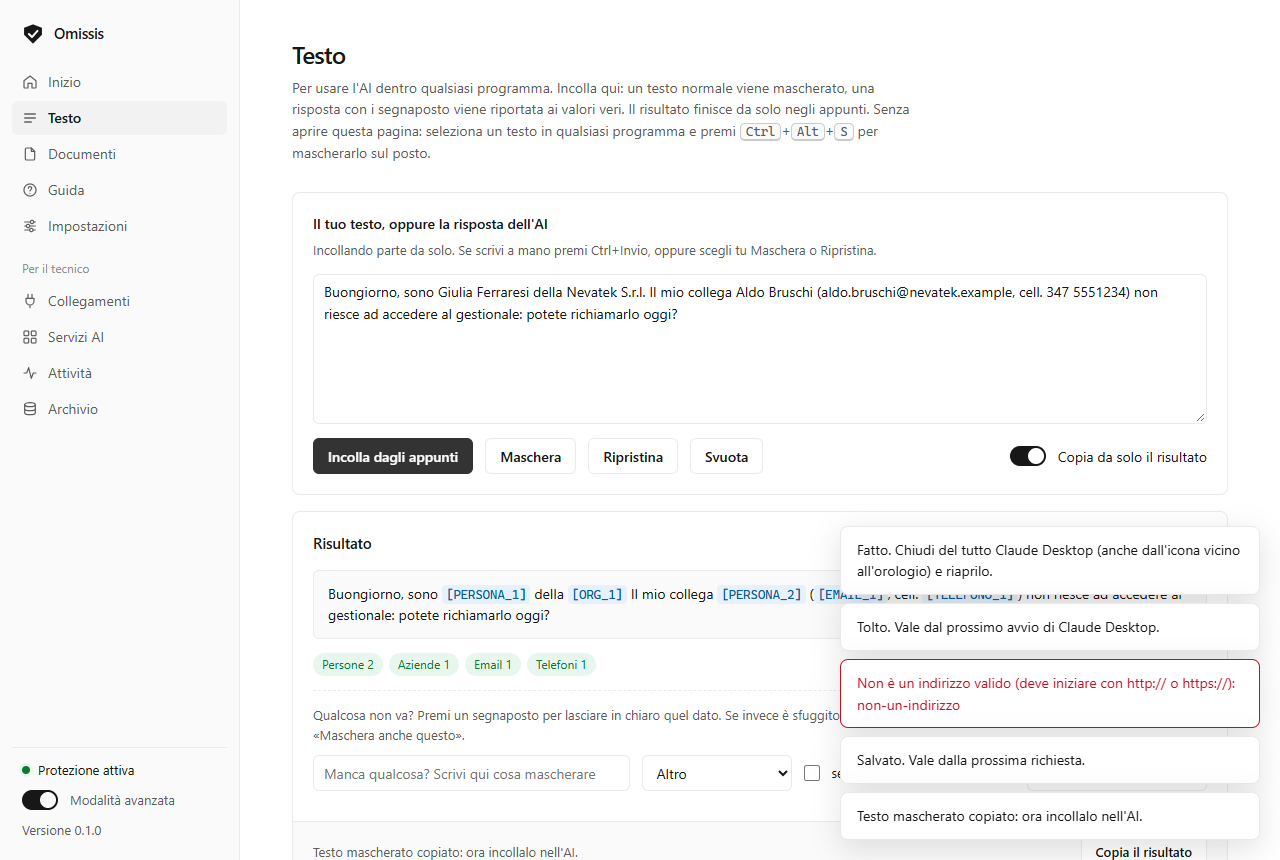 Omissis
Inizio
Testo
Documenti
Guida
Impostazioni
Per il tecnico
Collegamenti
Servizi AI
Attività
Archivio
Protezione attiva
Modalità avanzata
Versione 0.1.0
Testo
Per usare l'AI dentro qualsiasi programma. Incolla qui: un testo normale viene mascherato, una
risposta con i segnaposto viene riportata ai valori veri. Il risultato finisce da solo negli appunti. Senza
aprire questa pagina: seleziona un testo in qualsiasi programma e premi Ctrl+Alt+S per
mascherarlo sul posto.
Il tuo testo, oppure la risposta dell'AI
Incollando parte da solo. Se scrivi a mano premi Ctrl+Invio, oppure scegli tu Maschera o Ripristina.
Buongiorno, sono Giulia Ferraresi della Nevatek S.r.l. Il mio collega Aldo Bruschi (aldo.bruschi@nevatek.example, cell. 347 5551234) non
riesce ad accedere al gestionale: potete richiamarlo oggi?
Incolla dagli appunti
Maschera
Ripristina
Svuota
Copia da solo il risultato
Risultato
Buongiorno, sono [PERSONA_1] della [ORG_1] Il mio collega [PERSONA_2] ([EMAIL_1], cell. [TELEFONO_1]) non riesce ad accedere al
gestionale: potete richiamarlo oggi?
Persone 2
Aziende 1
Email 1
Telefoni 1
Qualcosa non va? Premi un segnaposto per lasciare in chiaro quel dato. Se invece è sfuggito
«Maschera anche questo».
Manca qualcosa? Scrivi qui cosa mascherare
Altro
Testo mascherato copiato: ora incollalo nell'AI.
Copia il risultato
Fatto. Chiudi del tutto Claude Desktop (anche dall'icona vicino
all'orologio) e riaprilo.
Tolto. Vale dal prossimo avvio di Claude Desktop.
Non è un indirizzo valido (deve iniziare con http:// o https://):
non-un-indirizzo
Salvato. Vale dalla prossima richiesta.
Testo mascherato copiato: ora incollalo nell'AI.